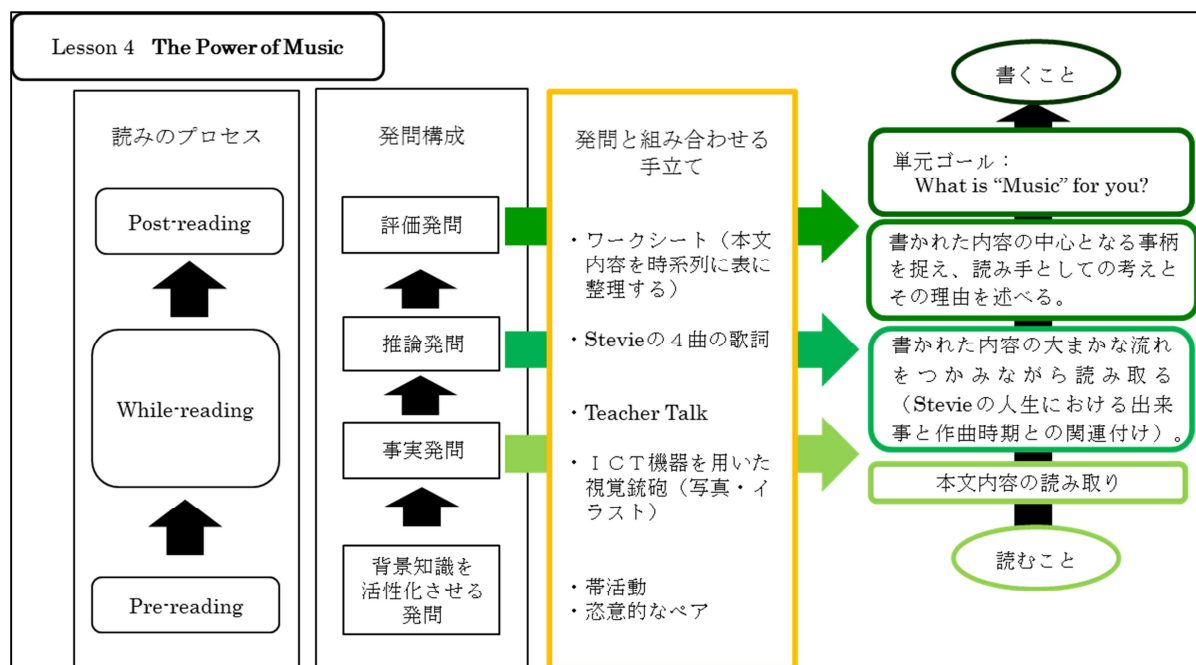 Lesson 4 The Power of Music
読みのプロセス
Post-reading
While-reading
Pre-reading
発問構成
評価発問
推論発問
事実発問
背景知識を
活性化させる
発問
発問と組み合わせる
手立て
・ワークシート（本文
内容を時系列に表に
整理する）
・Stevieの４曲の歌詞
・Teacher Talk
・ＩＣＴ機器を用いた
視覚銃砲（写真・イ
ラスト）
・帯活動
・恣意的なペア
書くこと
単元ゴール：
What is “Music” for you?
書かれた内容の中心となる事柄
を捉え、読み手としての考えと
その理由を述べる。
書かれた内容の大まかな流れ
をつかみながら読み取る
（Stevieの人生における出来
事と作曲時期との関連付け）。
本文内容の読み取り
読むこと